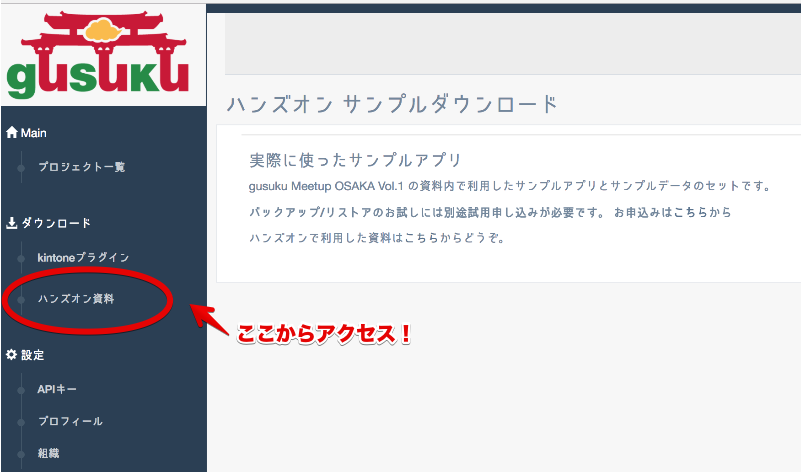 gusuku
Main
プロジェクト一覧
ダウンロード
kintoneプラグイン
ハンズオン資料
設定
APIキー
プロフィール
組織
ハンズオン サンプルダウンロード
実際に使ったサンプルアプリ
gusuku Meetup OSAKA Vol.1 の資料内で利用したサンプルアプリとサンプルデータのセットです。
バックアップ/リストアのお試しには別途試用申し込みが必要です。 お申込みはこちらから
ハンズオンで利用した資料はこちらからどうぞ。
ここからアクセス！